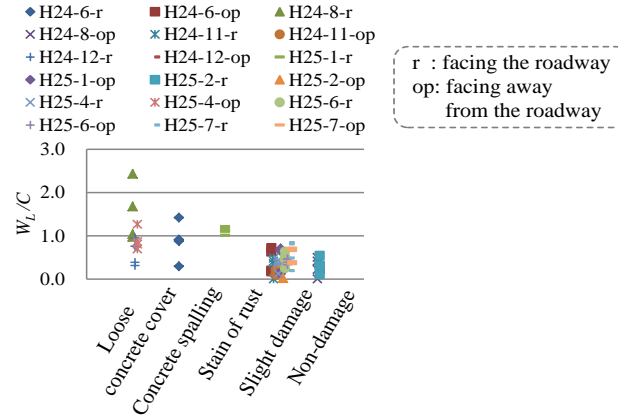 H24-6-r H24-6-op H24-8-r
H24-8-op H24-11-r H24-11-op
H24-12-r H24-12-op H25-1-r
H25-1-op H25-2-r H25-2-op
H25-4-r H25-4-op H25-6-r
H25-6-op H25-7-r H25-7-op
r : facing the roadway
op: facing away
from the roadway
3.0
2.0
1.0
0.0
W_L/C
Loose
concrete cover
Concrete spalling
Stain of rust
Slight damage
Non-damage